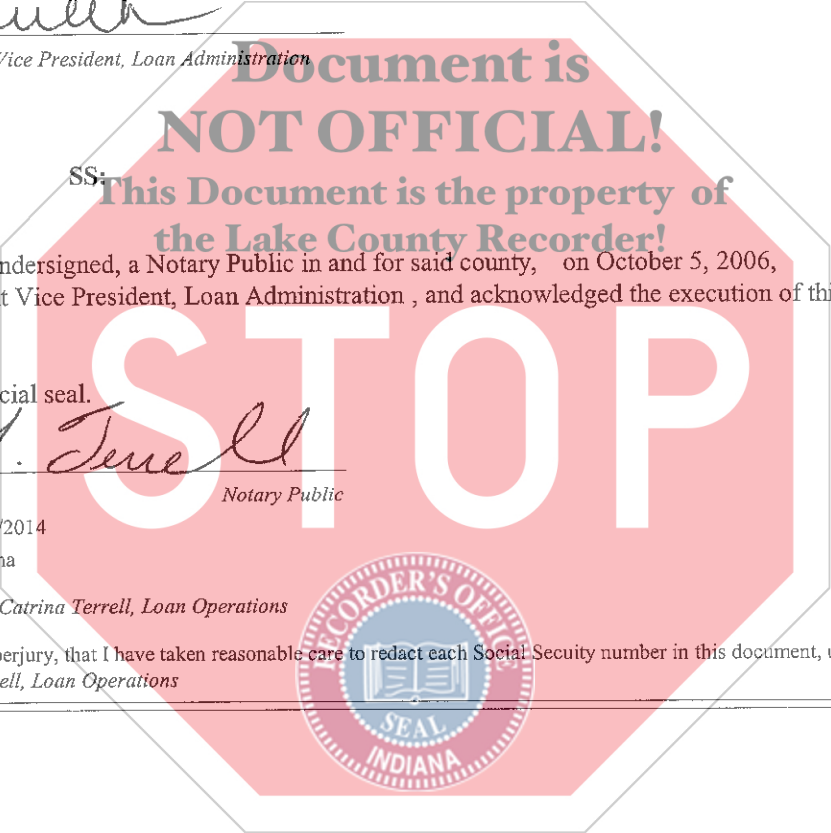 Vice President, Loan Administration
Document is
NOT OFFICIAL!
SS:
This Document is the property of
the Lake County Recorder!
ndersigned, a Notary Public in and for said county, on October 5, 2006,
t Vice President, Loan Administration , and acknowledged the execution of thi
STOP
cial seal.
. Terrell
Notary Public
/2014
na
Catrina Terrell, Loan Operations
perjury, that I have taken reasonable care to redact each Social Secuity number in this document, u
ell, Loan Operations
RECORDER'S OFFICE
SEAL
INDIANA